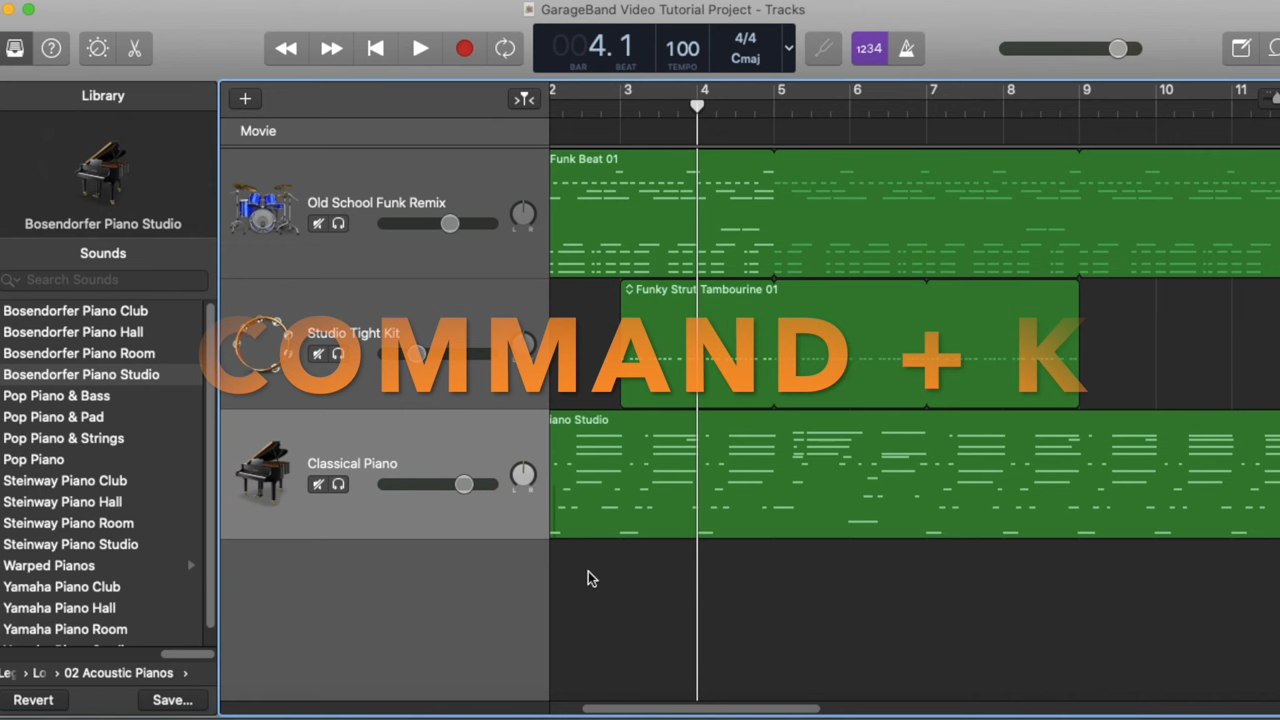 GarageBand Video Tutorial Project - Tracks
004. 1
BAR BEAT
100
TEMPO
4/4
Cmaj
1234
Library
Bosendorfer Piano Studio
Sounds
Search Sounds
Bosendorfer Piano Club
Bosendorfer Piano Hall
Bosendorfer Piano Room
Bosendorfer Piano Studio
Pop Piano & Bass
Pop Piano & Pad
Pop Piano & Strings
Pop Piano
Steinway Piano Club
Steinway Piano Hall
Steinway Piano Room
Steinway Piano Studio
Warped Pianos
Yamaha Piano Club
Yamaha Piano Hall
Yamaha Piano Room
Lo › 02 Acoustic Pianos ›
Revert Save...
2 3 4 5 6 7 8 9 10 11
Movie
Old School Funk Remix
L R
Funk Beat 01
Studio Tight Kit
Funky Strut Tambourine 01
COMMAND + K
Classical Piano
L R
iano Studio